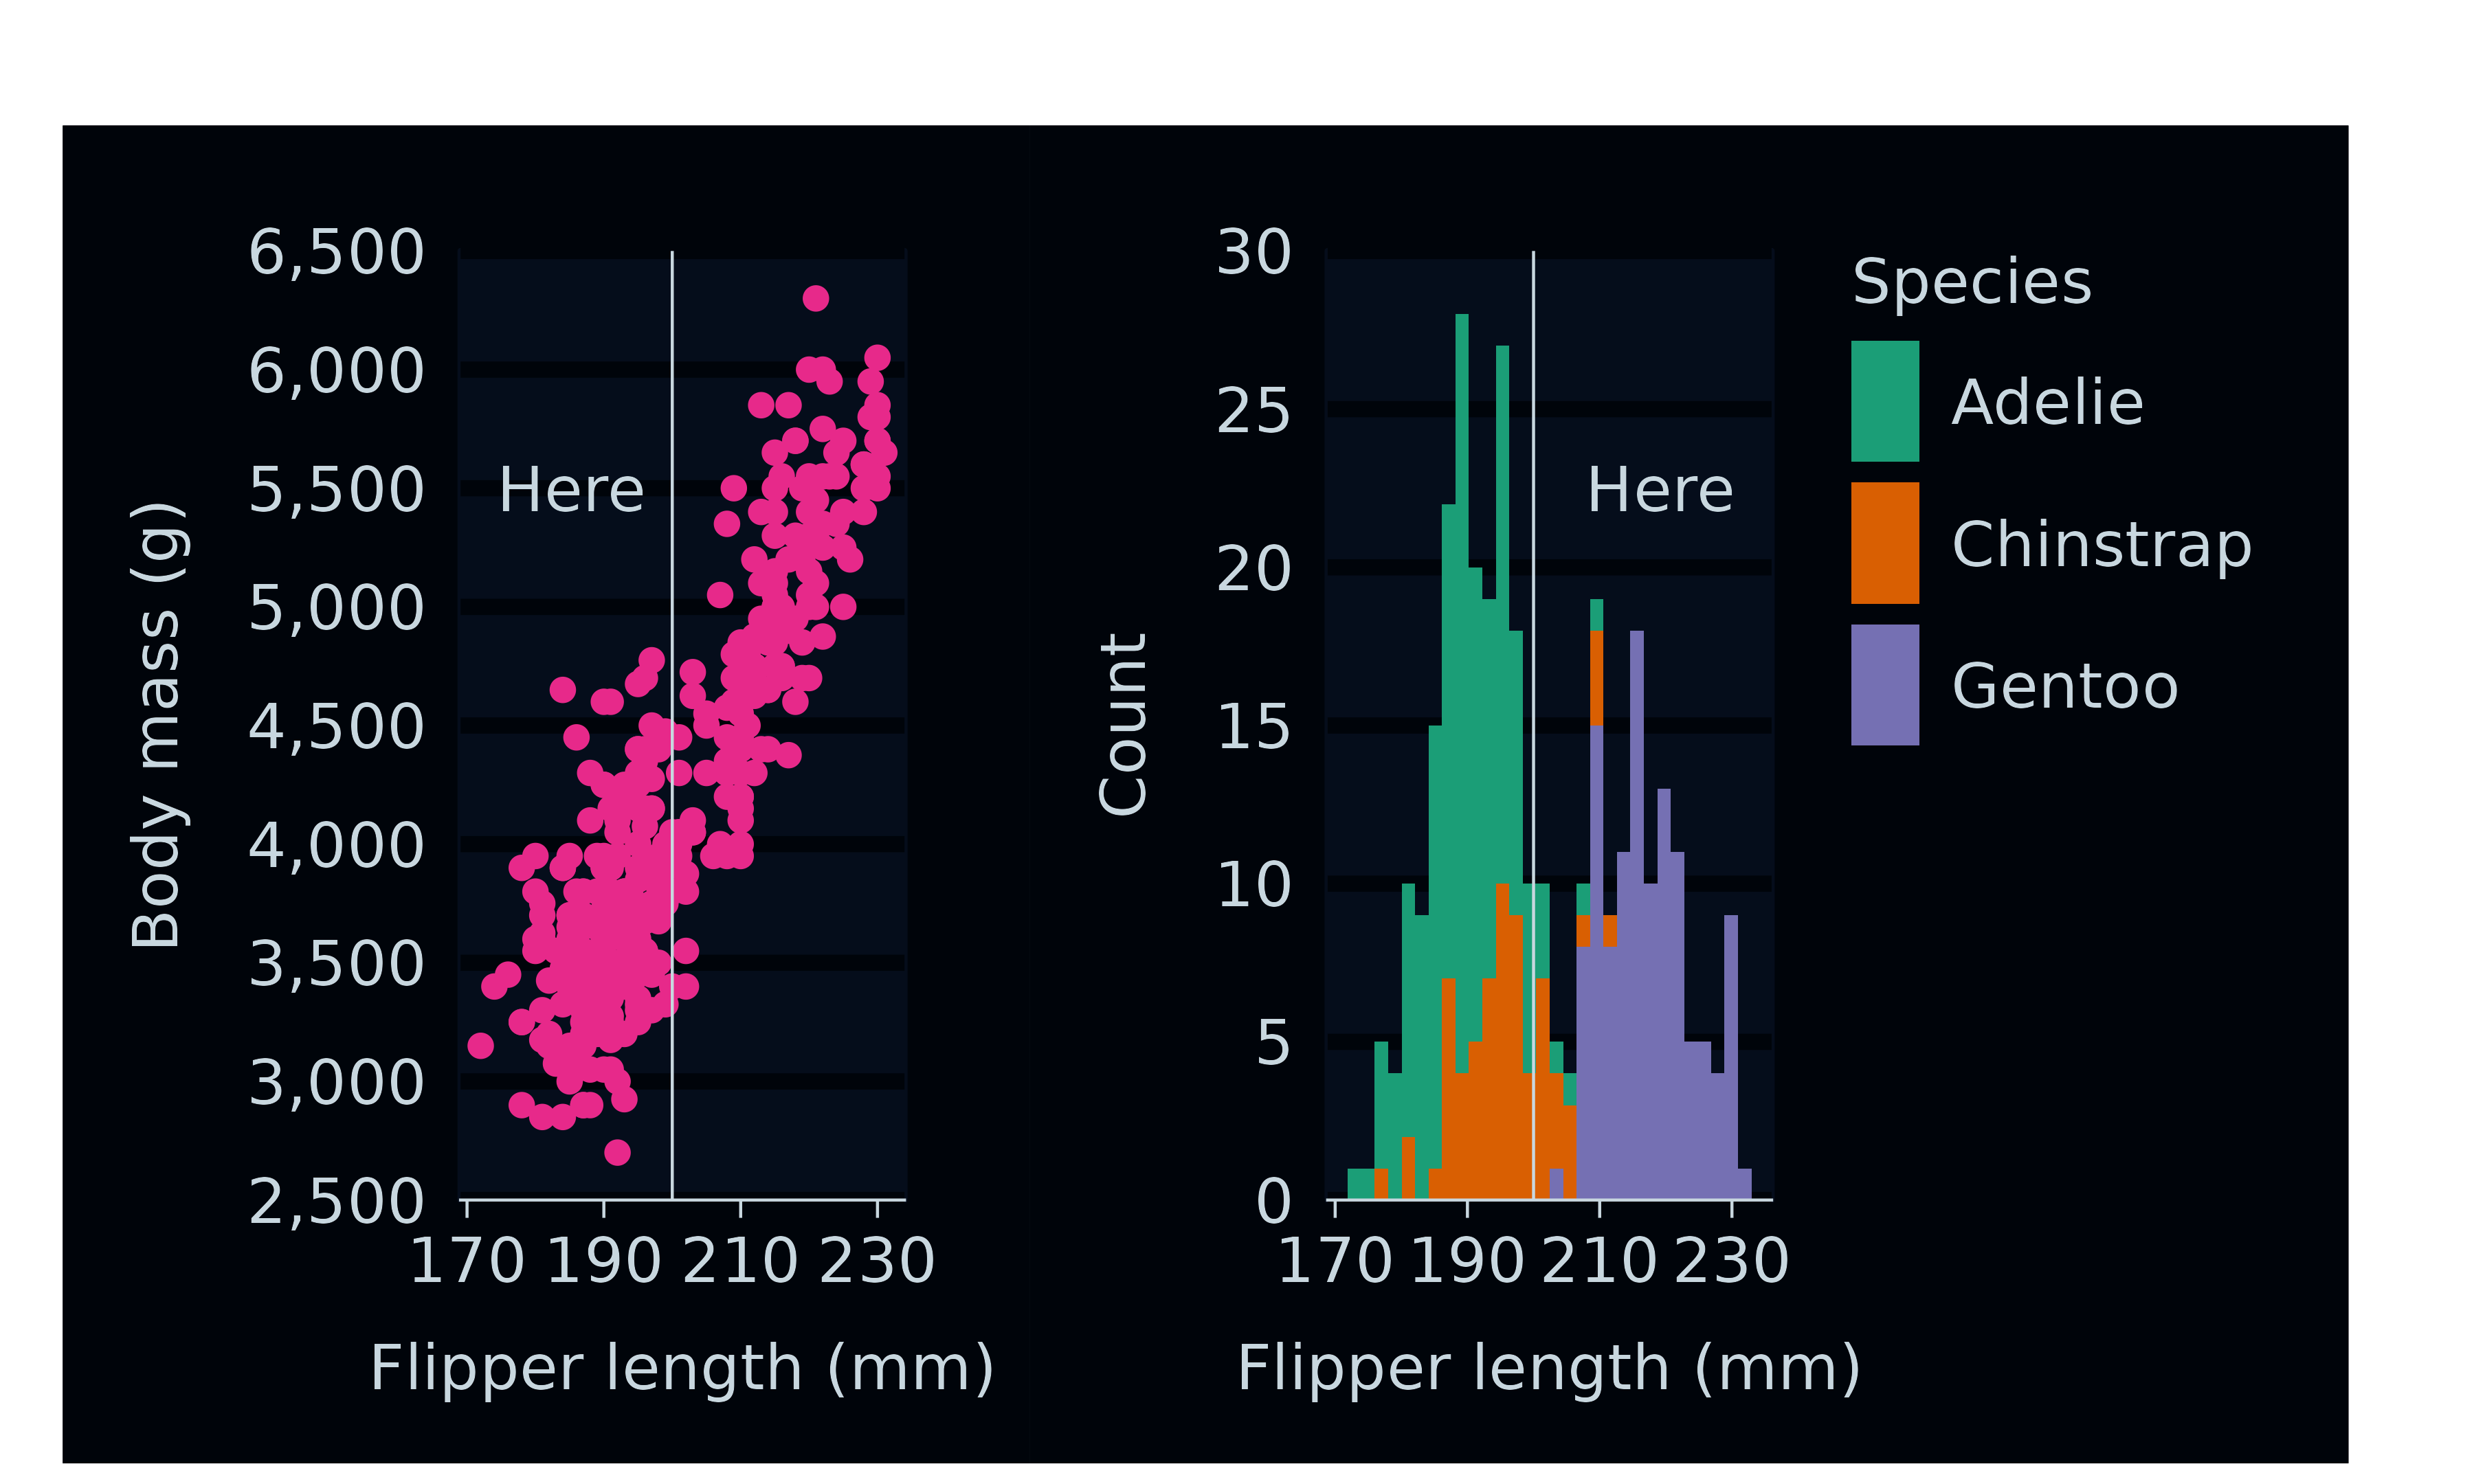 6,500
6,000
5,500
5,000
4,500
4,000
3,500
3,000
2,500
Body mass (g)
Here
170 190 210 230
Flipper length (mm)
30
25
20
15
10
5
0
Count
Here
170 190 210 230
Flipper length (mm)
Species
Adelie
Chinstrap
Gentoo